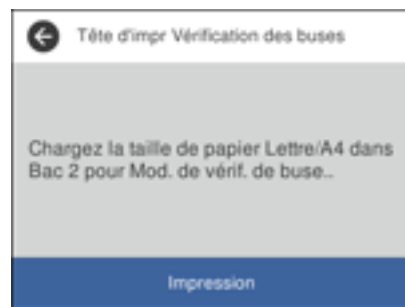 Tête d'impr Vérification des buses
Chargez la taille de papier Lettre/A4 dans
Bac 2 pour Mod. de vérif. de buse..
Impression